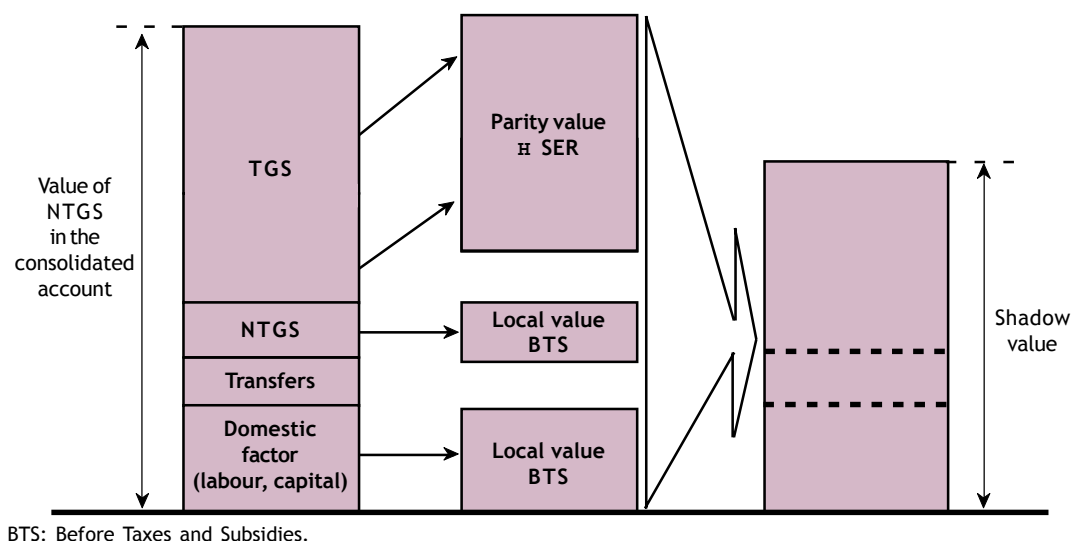 Value of
NTGS
in the
consolidated
account
TGS
NTGS
Transfers
Domestic
factor
(labour, capital)
Parity value
H SER
Local value
BTS
Local value
BTS
Shadow
value
BTS: Before Taxes and Subsidies.